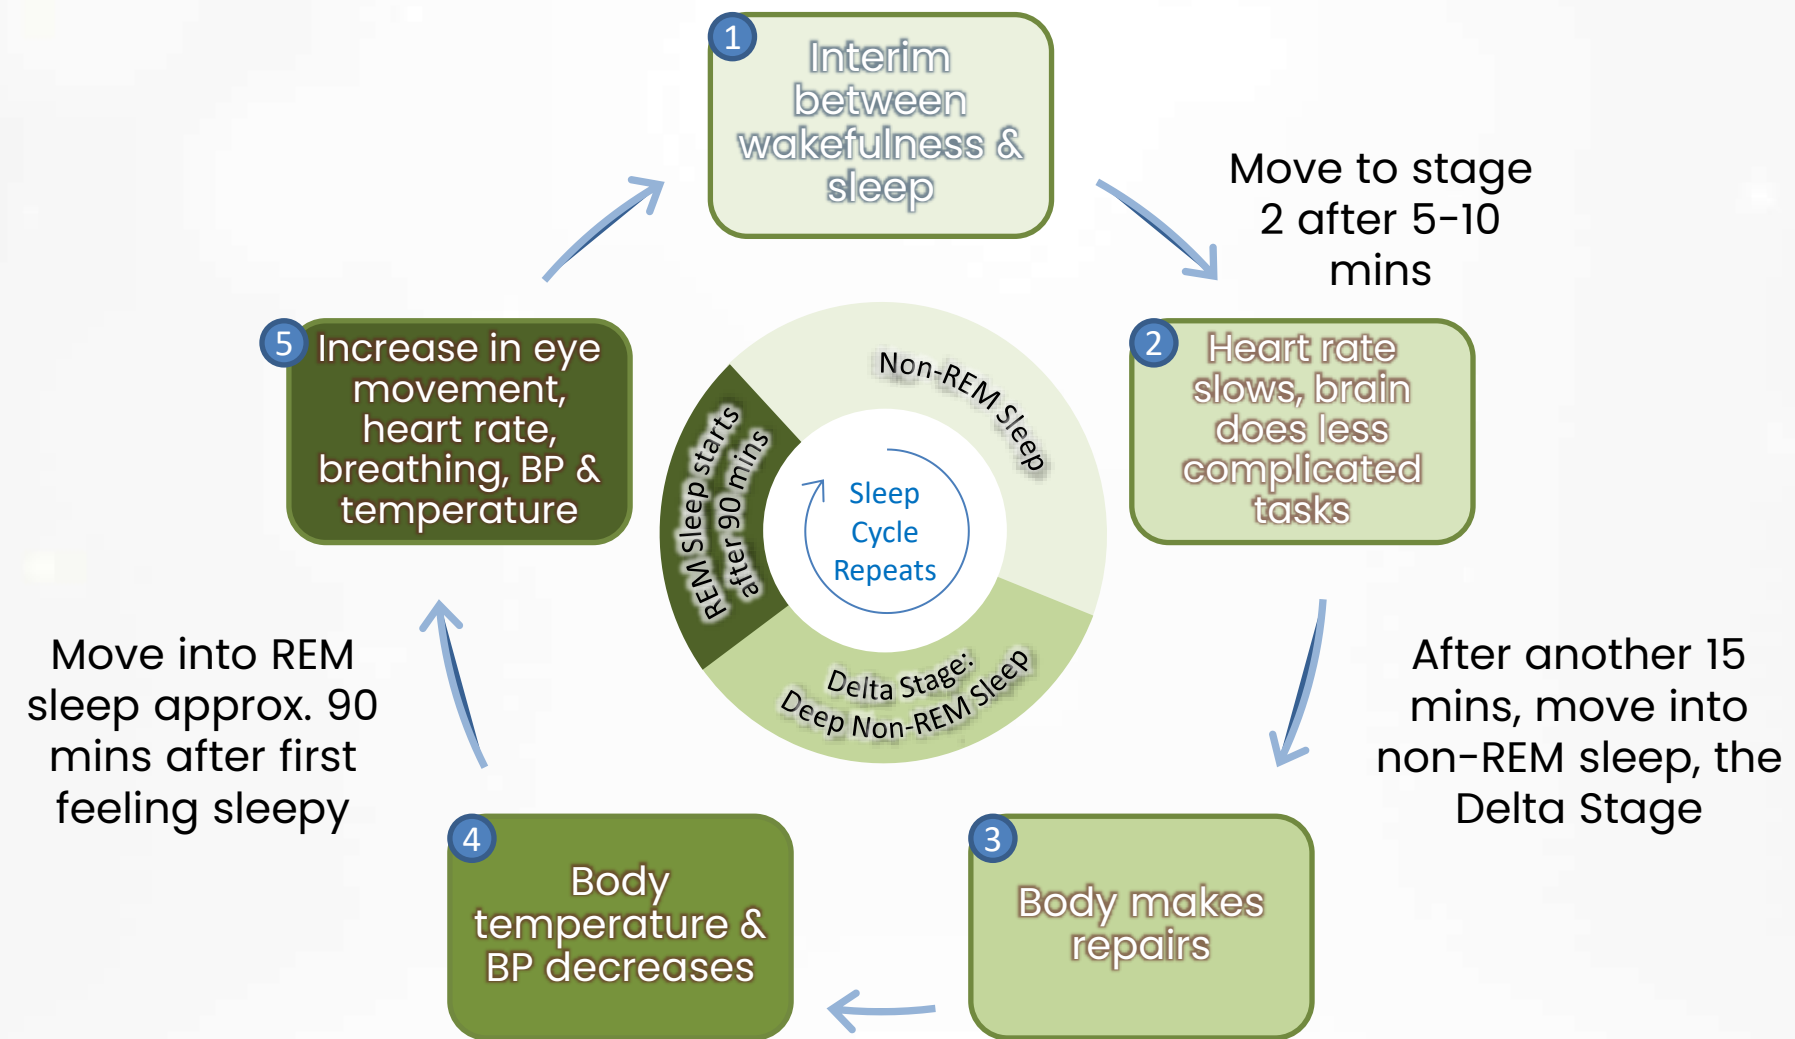 1
Interim
between
wakefulness &
sleep
Move to stage
2 after 5-10
mins
2
Heart rate
slows, brain
does less
complicated
tasks
After another 15
mins, move into
non-REM sleep, the
Delta Stage
3
Body makes
repairs
4
Body
temperature &
BP decreases
Move into REM
sleep approx. 90
mins after first
feeling sleepy
5
Increase in eye
movement,
heart rate,
breathing, BP &
temperature
Non-REM Sleep
Delta Stage:
Deep Non-REM Sleep
REM Sleep starts
after 90 mins
Sleep
Cycle
Repeats